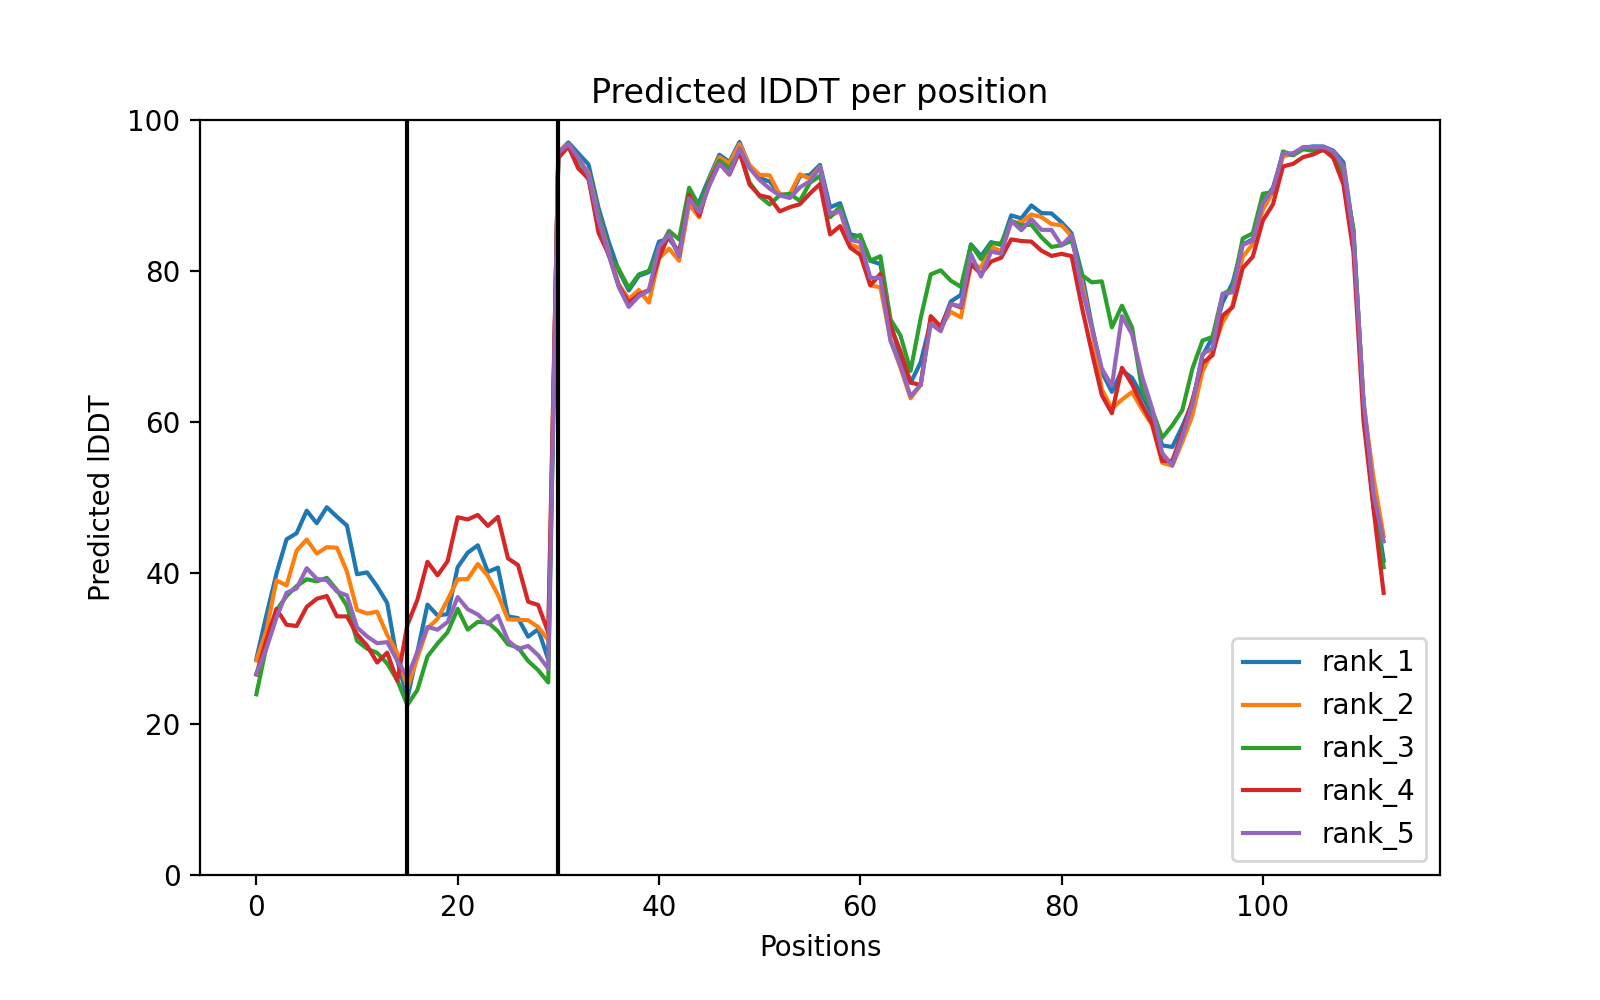 Predicted lDDT per position
100
80
60
40
20
0
Predicted lDDT
0 20 40 60 80 100
Positions
rank_1
rank_2
rank_3
rank_4
rank_5